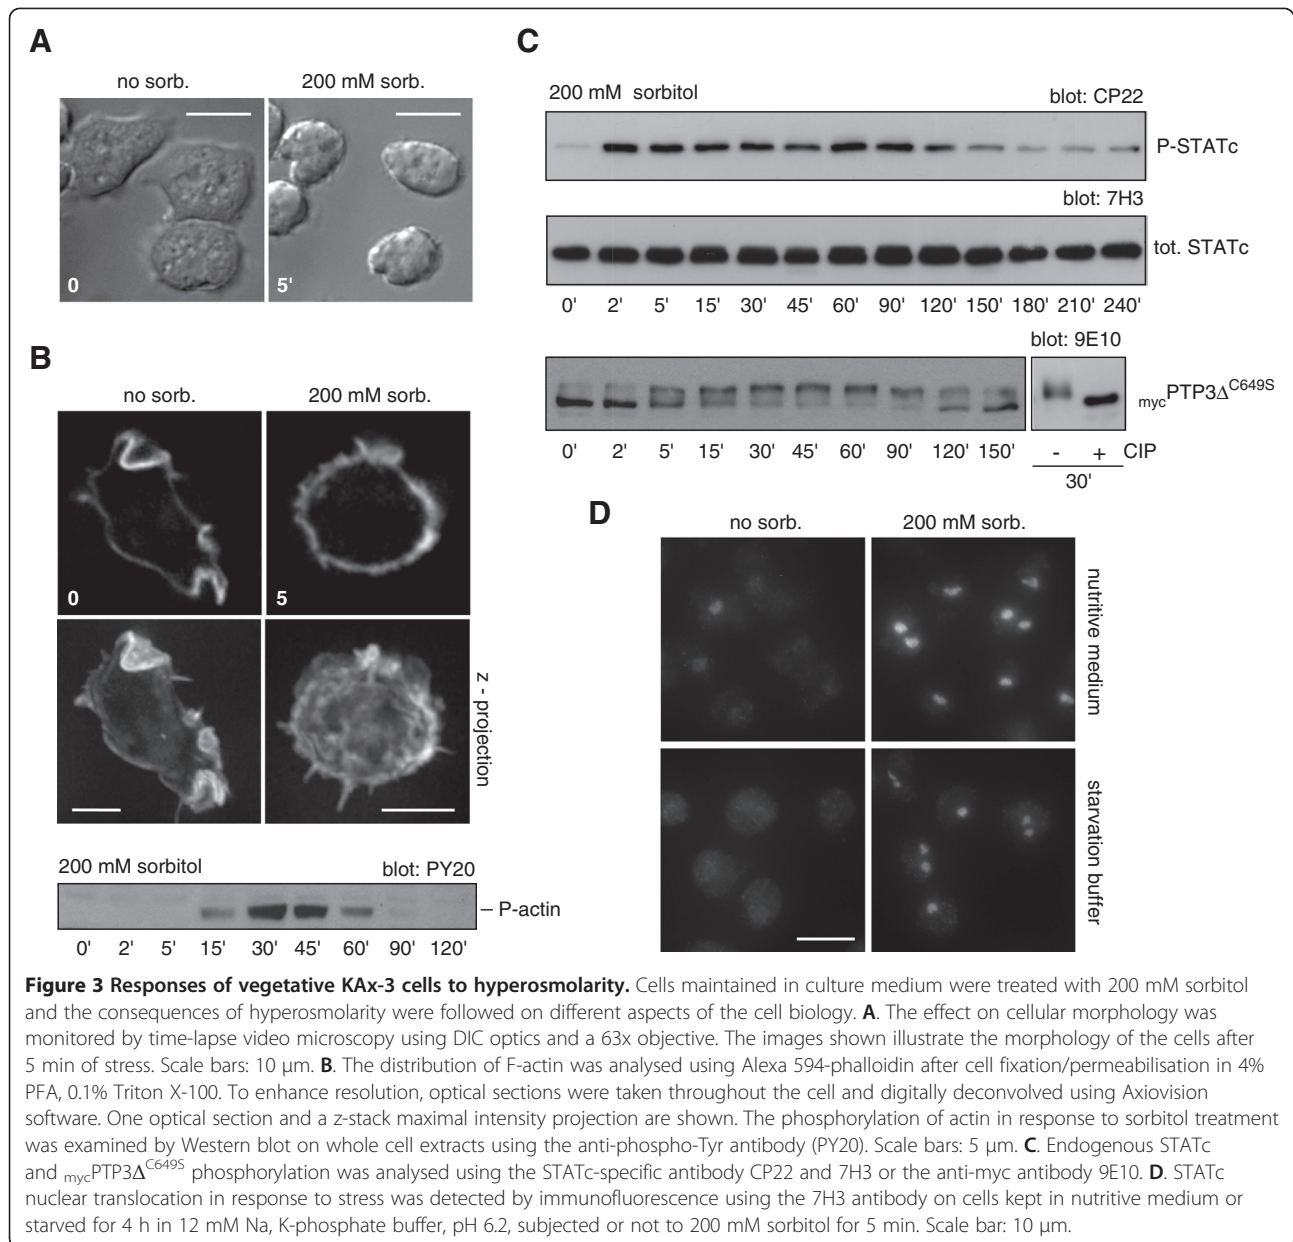 A
no sorb.
200 mM sorb.
0
5'
B
no sorb.
200 mM sorb.
0
5
z - projection
200 mM sorbitol
blot: PY20
– P-actin
0' 2' 5' 15' 30' 45' 60' 90' 120'
C
200 mM sorbitol
blot: CP22
P-STATc
blot: 7H3
tot. STATc
0' 2' 5' 15' 30' 45' 60' 90' 120' 150' 180' 210' 240'
blot: 9E10
mycPTP3ΔC649S
0' 2' 5' 15' 30' 45' 60' 90' 120' 150' - + CIP
30'
D
no sorb.
200 mM sorb.
nutritive medium
starvation buffer
Figure 3 Responses of vegetative KAx-3 cells to hyperosmolarity. Cells maintained in culture medium were treated with 200 mM sorbitol
and the consequences of hyperosmolarity were followed on different aspects of the cell biology. A. The effect on cellular morphology was
monitored by time-lapse video microscopy using DIC optics and a 63x objective. The images shown illustrate the morphology of the cells after
5 min of stress. Scale bars: 10 μm. B. The distribution of F-actin was analysed using Alexa 594-phalloidin after cell fixation/permeabilisation in 4%
PFA, 0.1% Triton X-100. To enhance resolution, optical sections were taken throughout the cell and digitally deconvolved using Axiovision
software. One optical section and a z-stack maximal intensity projection are shown. The phosphorylation of actin in response to sorbitol treatment
was examined by Western blot on whole cell extracts using the anti-phospho-Tyr antibody (PY20). Scale bars: 5 μm. C. Endogenous STATc
and mycPTP3ΔC649S phosphorylation was analysed using the STATc-specific antibody CP22 and 7H3 or the anti-myc antibody 9E10. D. STATc
nuclear translocation in response to stress was detected by immunofluorescence using the 7H3 antibody on cells kept in nutritive medium or
starved for 4 h in 12 mM Na, K-phosphate buffer, pH 6.2, subjected or not to 200 mM sorbitol for 5 min. Scale bar: 10 μm.